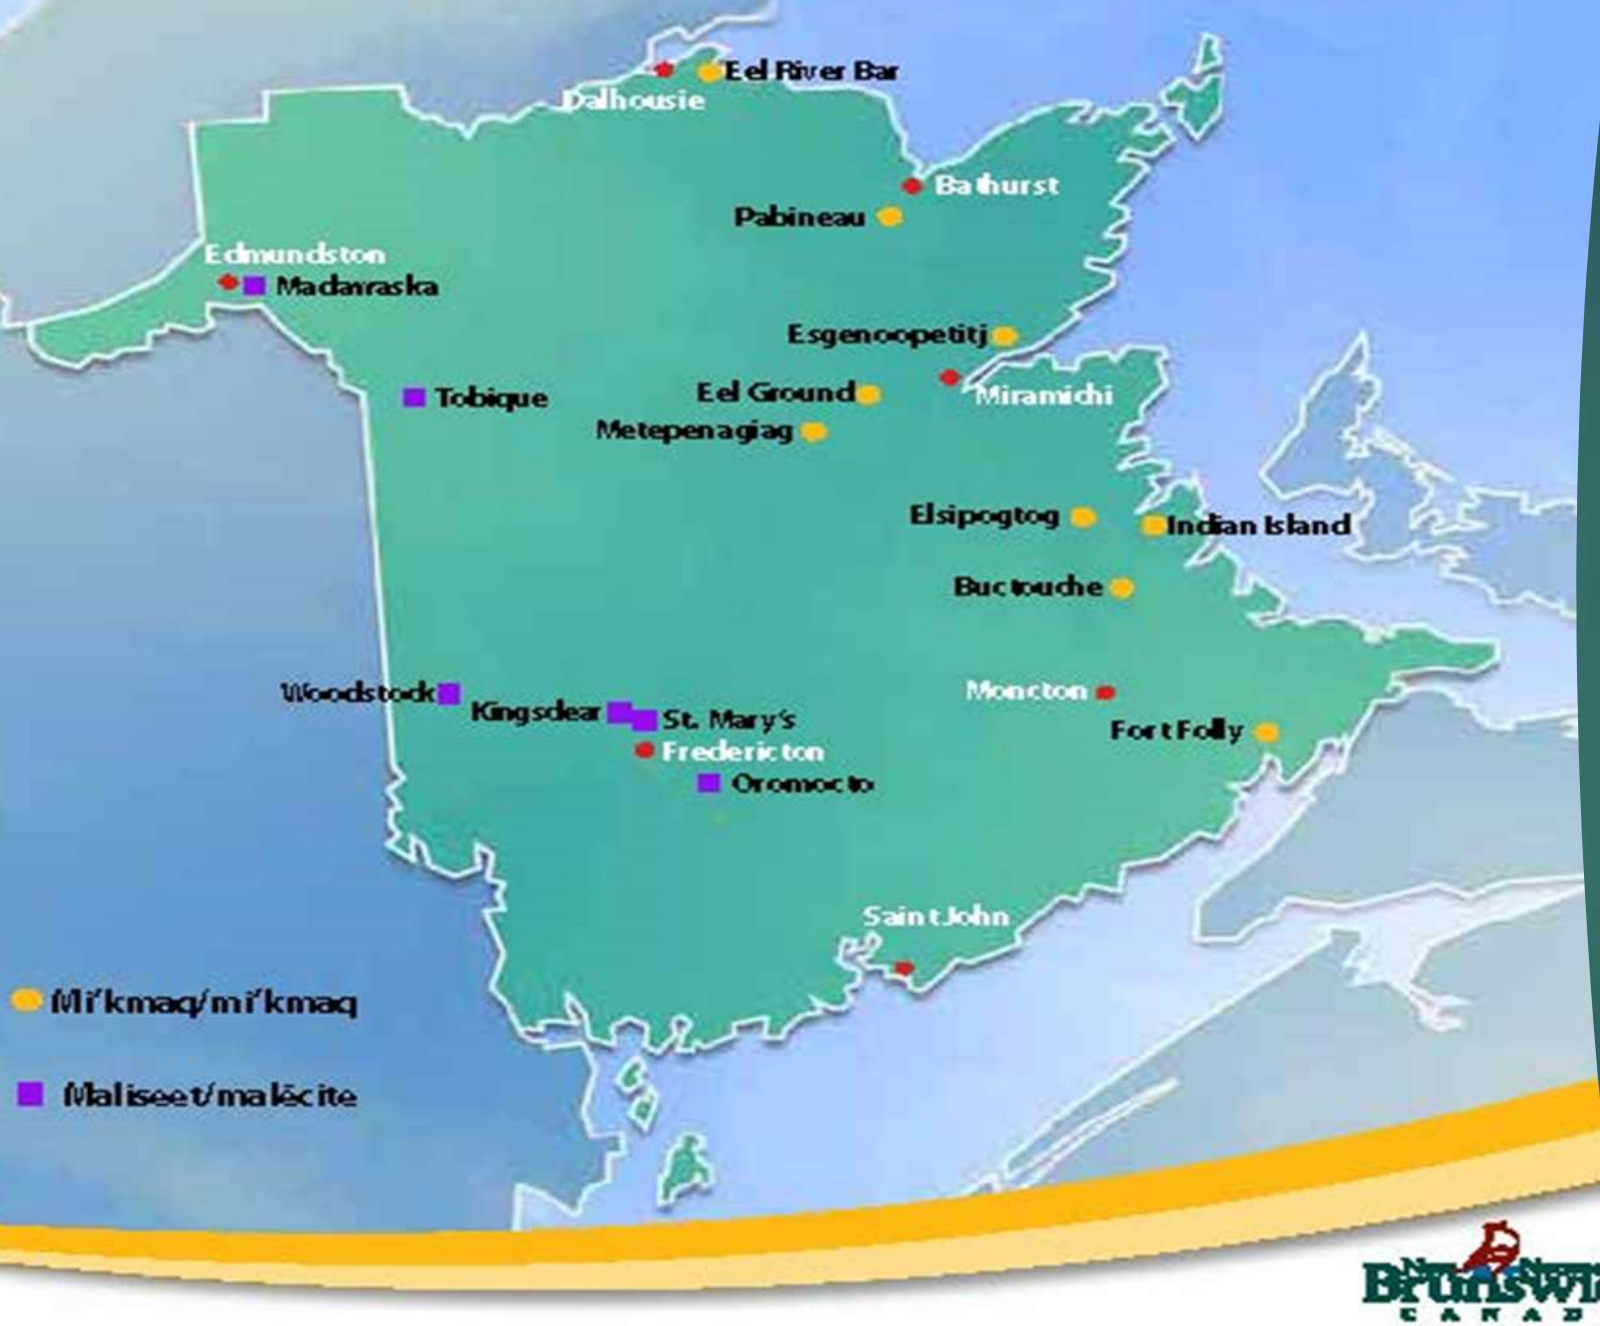 Eel River Bar
Dalhousie
Bathurst
Pabineau
Edmundston
Madawaska
Esgenoopetitj
Eel Ground
Miramichi
Tobique
Metepenagiag
Elsipogtog
Indian Island
Buctouche
Woodstock
Kingsclear
St. Mary's
Moncton
Fort Folly
Fredericton
Oromocto
Saint John
Mi'kmaq/mi'kmaq
Maliseet/malécite